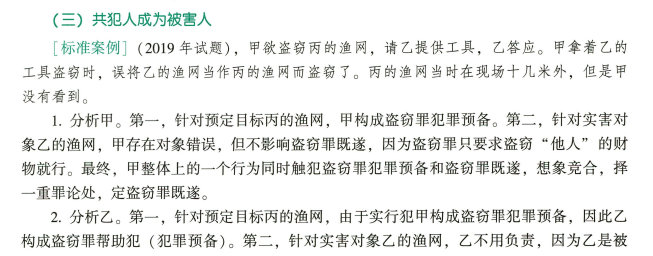 （三）共犯人成为被害人
［标准案例］（2019年试题），甲欲盗窃丙的渔网，请乙提供工具，乙答应。甲拿着乙的
工具盗窃时，误将乙的渔网当作丙的渔网而盗窃了。丙的渔网当时在现场十几米外，但是甲
没有看到。
1. 分析甲。第一，针对预定目标丙的渔网，甲构成盗窃罪犯罪预备。第二，针对实害对
象乙的渔网，甲存在对象错误，但不影响盗窃罪既遂，因为盗窃罪只要求盗窃“他人”的财
物就行。最终，甲整体上的一个行为同时触犯盗窃罪犯罪预备和盗窃罪既遂，想象竞合，择
一重罪论处，定盗窃罪既遂。
2. 分析乙。第一，针对预定目标丙的渔网，由于实行犯甲构成盗窃罪犯罪预备，因此乙
构成盗窃罪帮助犯（犯罪预备）。第二，针对实害对象乙的渔网，乙不用负责，因为乙是被